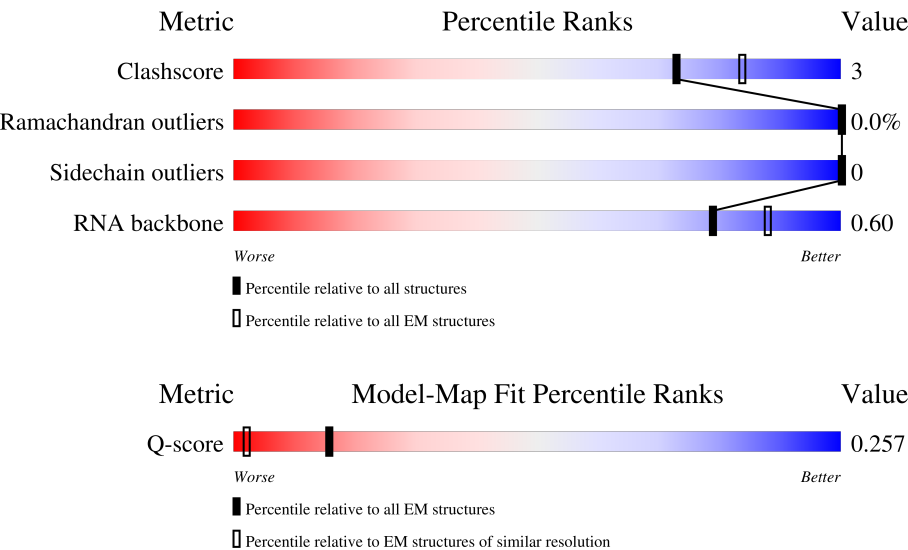 Metric Percentile Ranks Value
Clashscore 3
Ramachandran outliers 0.0%
Sidechain outliers 0
RNA backbone 0.60
Worse Better
Percentile relative to all structures
Percentile relative to all EM structures
Metric Model-Map Fit Percentile Ranks Value
Q-score 0.257
Worse Better
Percentile relative to all EM structures
Percentile relative to EM structures of similar resolution